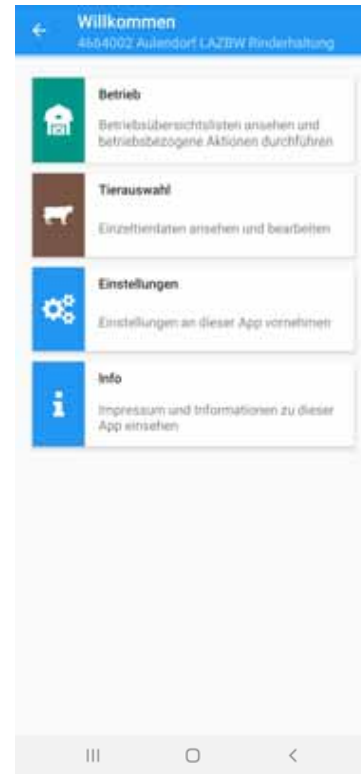 Willkommen
4664002 Aulendorf LAZBW Rinderhaltung
Betrieb
Betriebsübersichtslisten ansehen und
betriebsbezogene Aktionen durchführen
Tierauswahl
Einzeltierdaten ansehen und bearbeiten
Einstellungen
Einstellungen an dieser App vornehmen
Info
Impressum und Informationen zu dieser
App einsehen